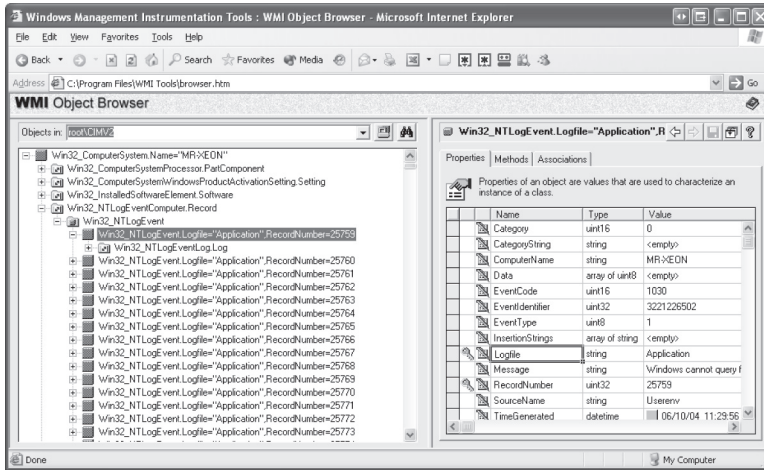 Windows Management Instrumentation Tools : WMI Object Browser - Microsoft Internet Explorer
File Edit View Favorites Tools Help
Back Search Favorites Media
Address C:\Program Files\WMI Tools\browser.htm Go
WMI Object Browser
Objects in: root\CIMV2
Win32_ComputerSystem.Name="MR-XEON"
Win32_ComputerSystemProcessor.PartComponent
Win32_ComputerSystemWindowsProductActivationSetting.Setting
Win32_InstalledSoftwareElement.Software
Win32_NTLogEventComputer.Record
Win32_NTLogEvent
Win32_NTLogEvent.Logfile="Application",RecordNumber=25759
Win32_NTLogEventLog.Log
Win32_NTLogEvent.Logfile="Application",RecordNumber=25760
Win32_NTLogEvent.Logfile="Application",RecordNumber=25761
Win32_NTLogEvent.Logfile="Application",RecordNumber=25762
Win32_NTLogEvent.Logfile="Application",RecordNumber=25763
Win32_NTLogEvent.Logfile="Application",RecordNumber=25764
Win32_NTLogEvent.Logfile="Application",RecordNumber=25765
Win32_NTLogEvent.Logfile="Application",RecordNumber=25766
Win32_NTLogEvent.Logfile="Application",RecordNumber=25767
Win32_NTLogEvent.Logfile="Application",RecordNumber=25768
Win32_NTLogEvent.Logfile="Application",RecordNumber=25769
Win32_NTLogEvent.Logfile="Application",RecordNumber=25770
Win32_NTLogEvent.Logfile="Application",RecordNumber=25771
Win32_NTLogEvent.Logfile="Application",RecordNumber=25772
Win32_NTLogEvent.Logfile="Application",RecordNumber=25773
Win32_NTLogEvent.Logfile="Application",R
Properties Methods Associations
Properties of an object are values that are used to characterize an
instance of a class.
Name Type Value
Category uint16 0
CategoryString string <empty>
ComputerName string MR-XEON
Data array of uint8 <empty>
EventCode uint16 1030
EventIdentifier uint32 3221226502
EventType uint8 1
InsertionStrings array of string <empty>
Logfile string Application
Message string Windows cannot query f
RecordNumber uint32 25759
SourceName string Userenv
TimeGenerated datetime 06/10/04 11:29:56
Done My Computer